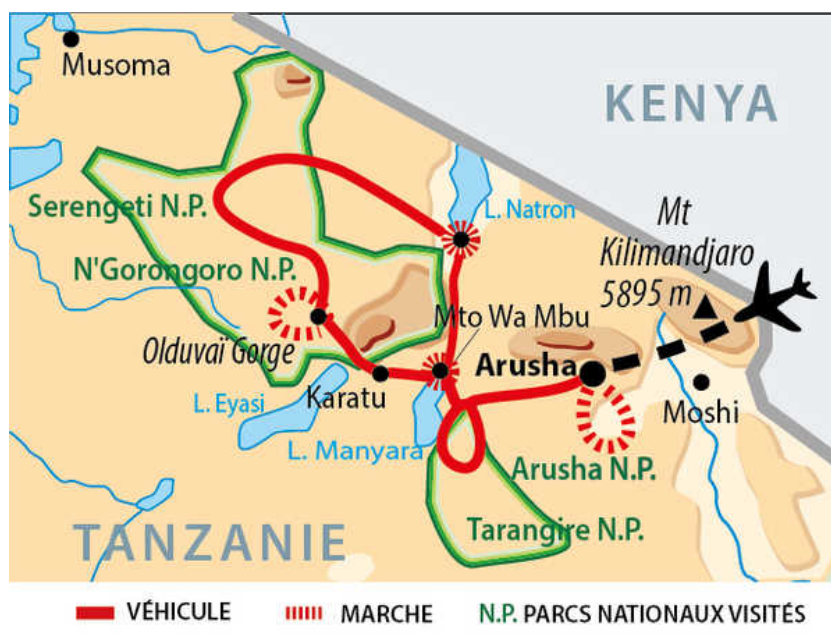 Musoma
KENYA
Serengeti N.P.
L. Natron
Mt
Kilimandjaro
5895 m
N'Gorongoro N.P.
Mto Wa Mbu
Olduvaï Gorge
Arusha
Karatu
Moshi
L. Eyasi
L. Manyara
Arusha N.P.
Tarangire N.P.
TANZANIE
VÉHICULE
MARCHE
N.P. PARCS NATIONAUX VISITÉS